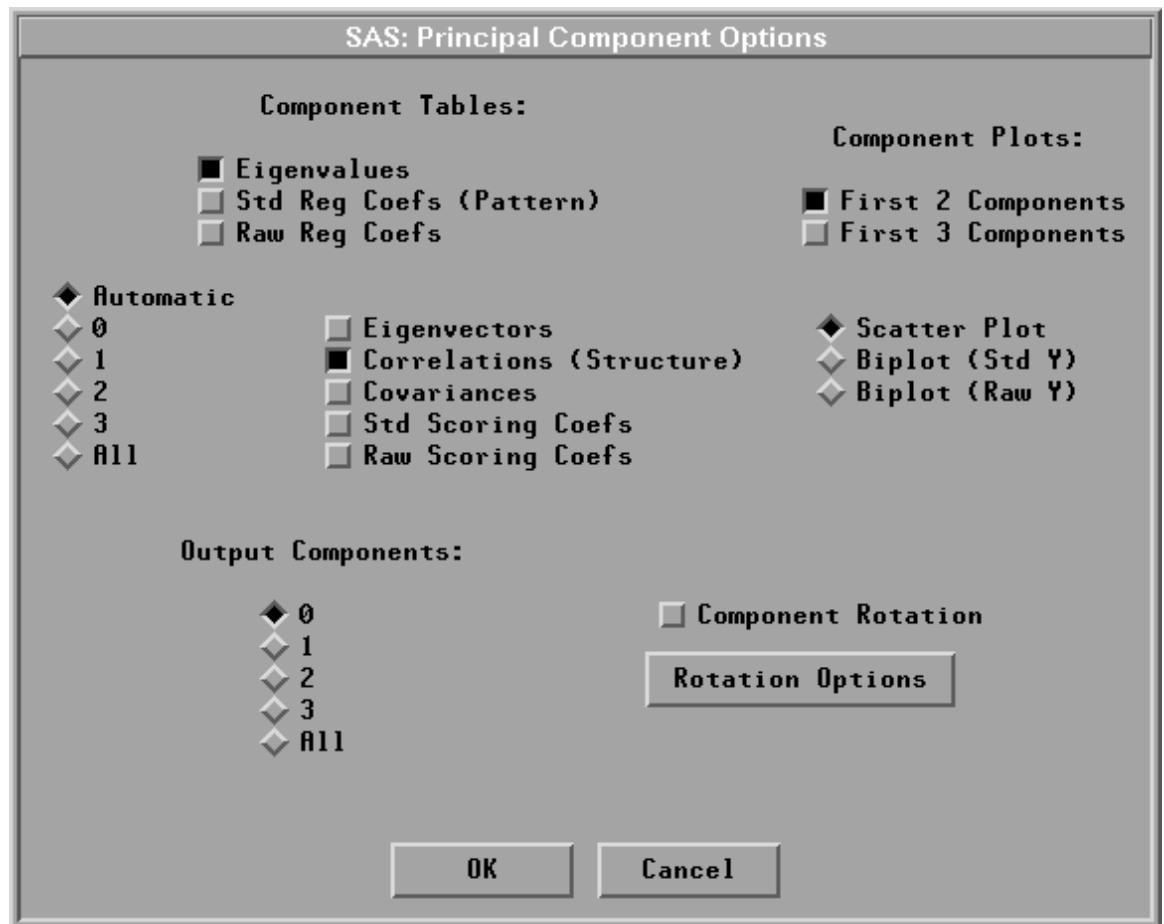 SAS: Principal Component Options
Component Tables:
Eigenvalues
Std Reg Coefs (Pattern)
Raw Reg Coefs
Automatic
0
1
2
3
All
Eigenvectors
Correlations (Structure)
Covariances
Std Scoring Coefs
Raw Scoring Coefs
Component Plots:
First 2 Components
First 3 Components
Scatter Plot
Biplot (Std Y)
Biplot (Raw Y)
Output Components:
0
1
2
3
All
Component Rotation
Rotation Options
OK
Cancel